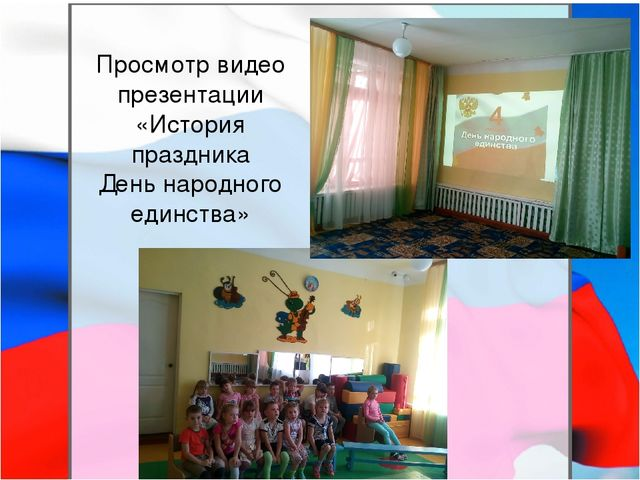 Просмотр видео
презентации
«История
праздника
День народного
единства»
4
День народного
единства